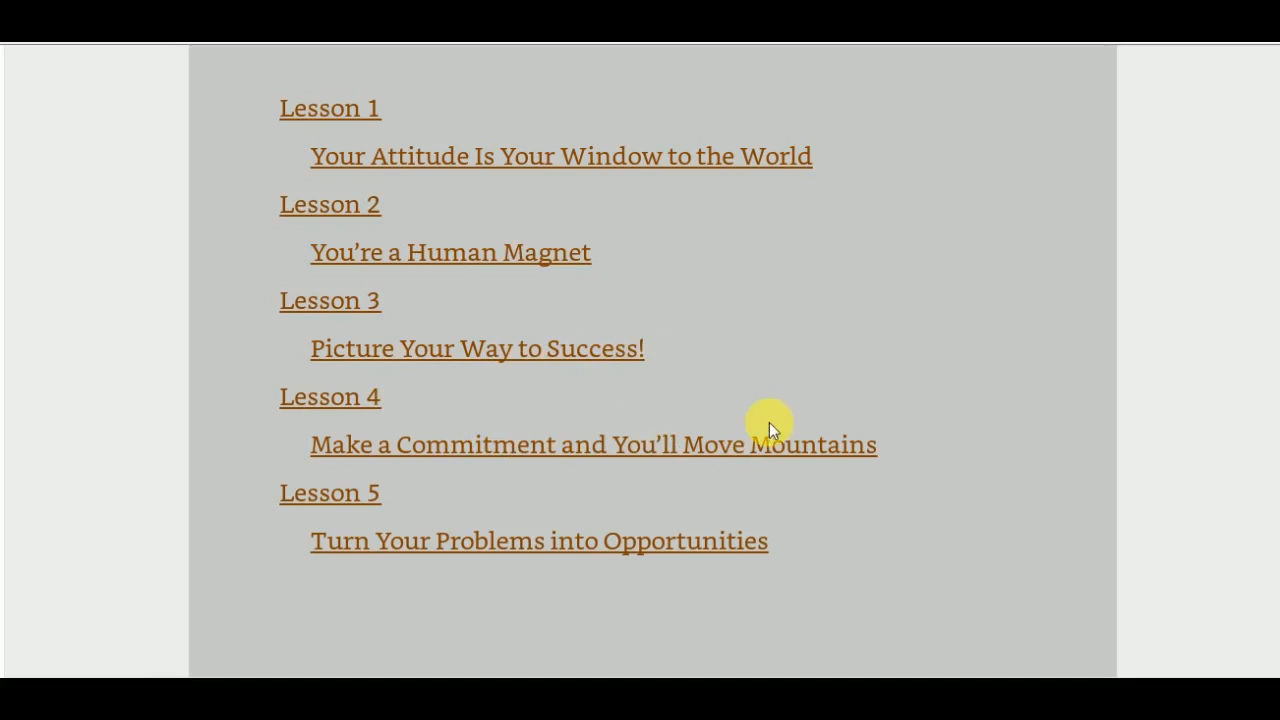 Lesson 1
Your Attitude Is Your Window to the World
Lesson 2
You’re a Human Magnet
Lesson 3
Picture Your Way to Success!
Lesson 4
Make a Commitment and You’ll Move Mountains
Lesson 5
Turn Your Problems into Opportunities